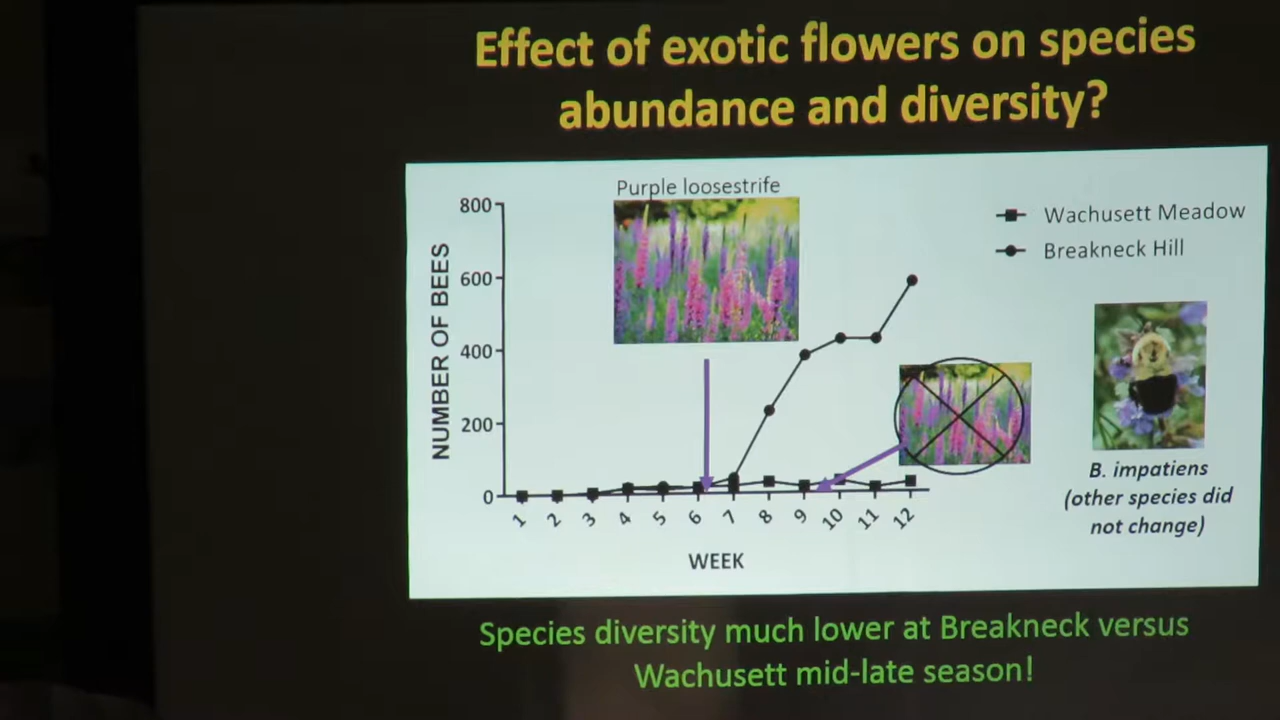 Effect of exotic flowers on species
abundance and diversity?
Purple loosestrife
Wachusett Meadow
Breakneck Hill
NUMBER OF BEES
800
600
400
200
0
1 2 3 4 5 6 7 8 9 10 11 12
WEEK
B. impatiens
(other species did
not change)
Species diversity much lower at Breakneck versus
Wachusett mid-late season!